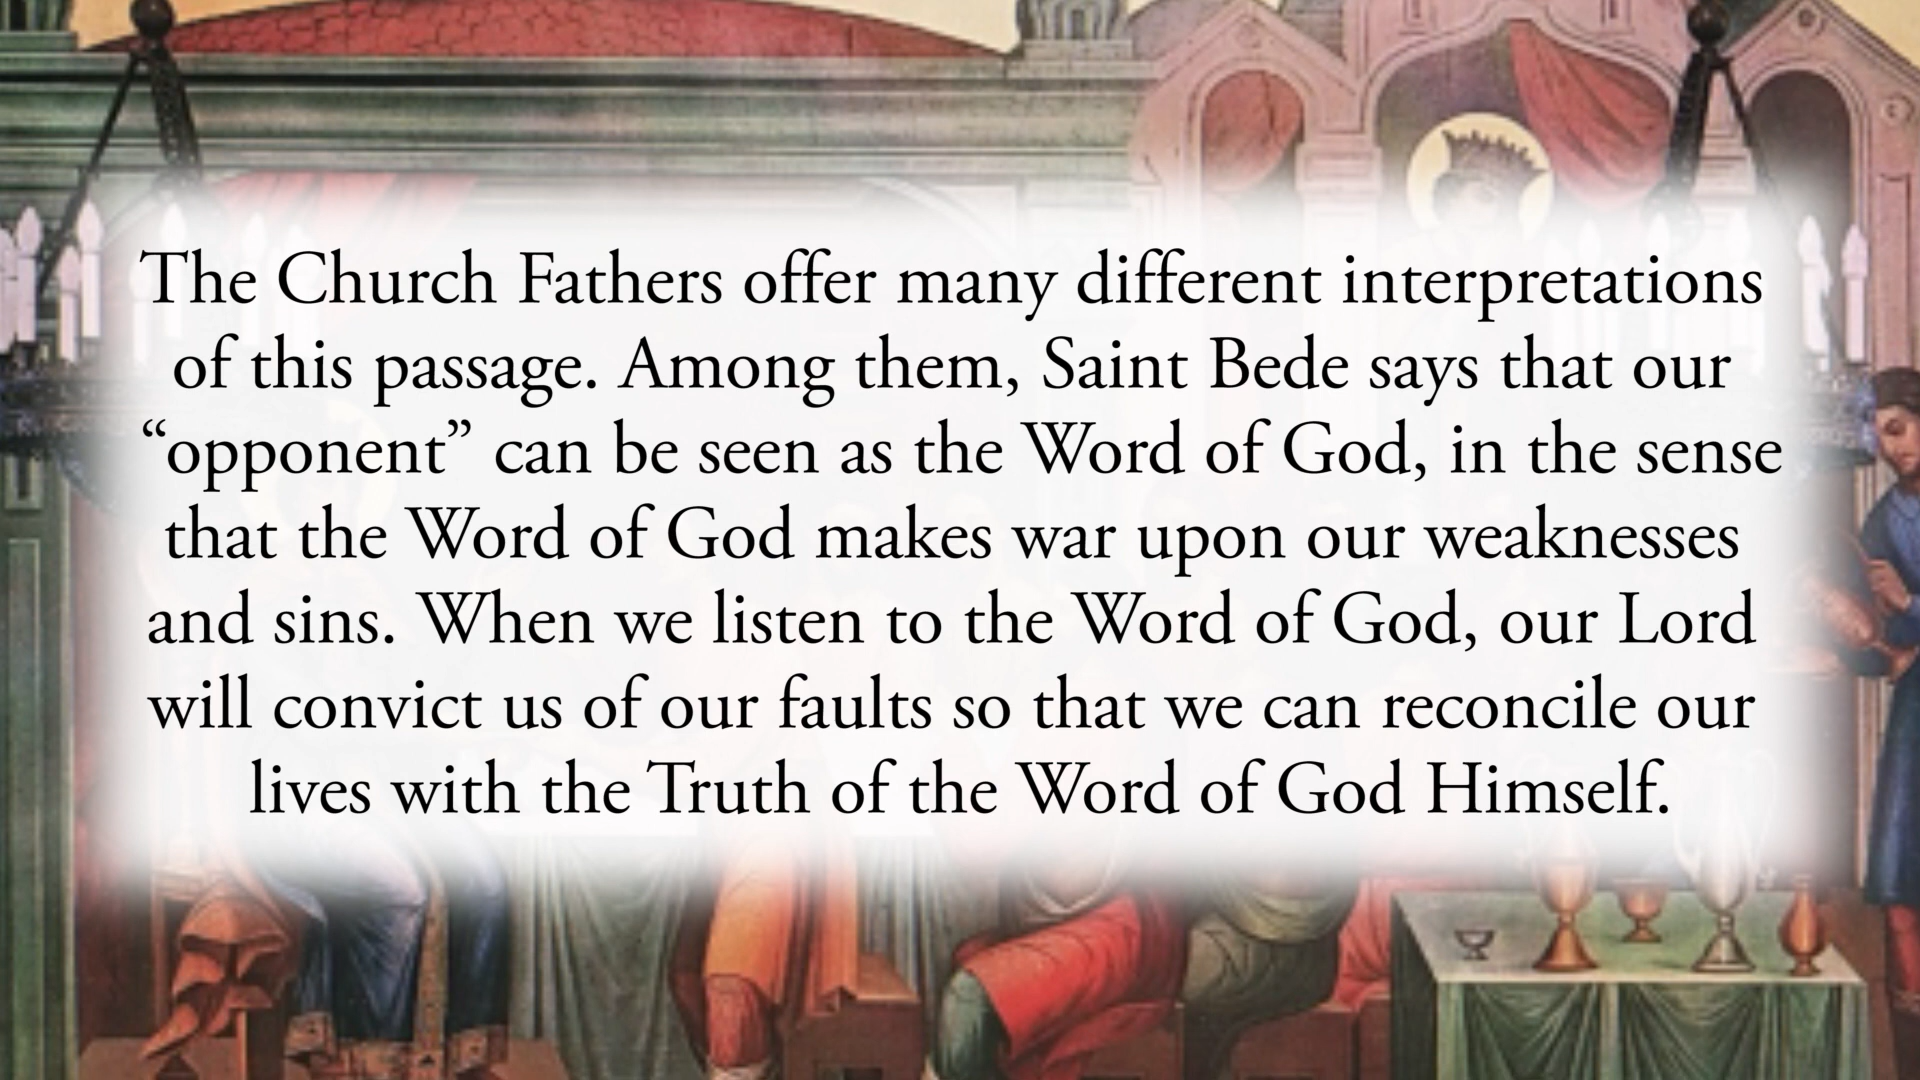 The Church Fathers offer many different interpretations
of this passage. Among them, Saint Bede says that our
“opponent” can be seen as the Word of God, in the sense
that the Word of God makes war upon our weaknesses
and sins. When we listen to the Word of God, our Lord
will convict us of our faults so that we can reconcile our
lives with the Truth of the Word of God Himself.